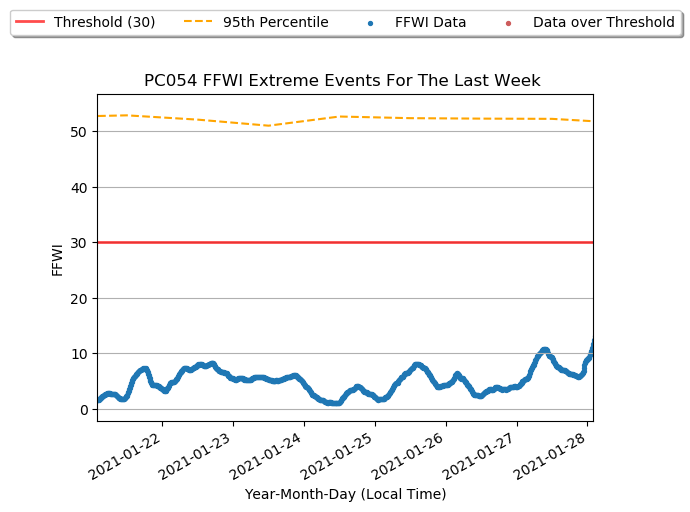 Threshold (30) 95th Percentile FFWI Data Data over Threshold
PC054 FFWI Extreme Events For The Last Week
50
40
30
20
10
0
FFWI
2021-01-22 2021-01-23 2021-01-24 2021-01-25 2021-01-26 2021-01-27 2021-01-28
Year-Month-Day (Local Time)